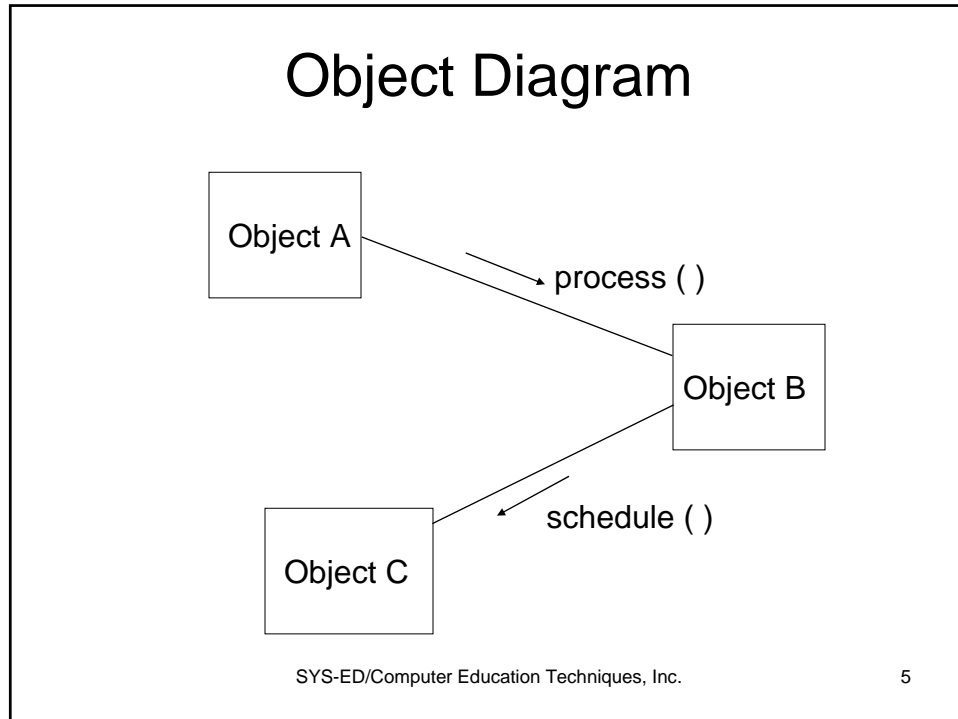 Object Diagram
Object A
process ( )
Object B
schedule ( )
Object C
SYS-ED/Computer Education Techniques, Inc.
5